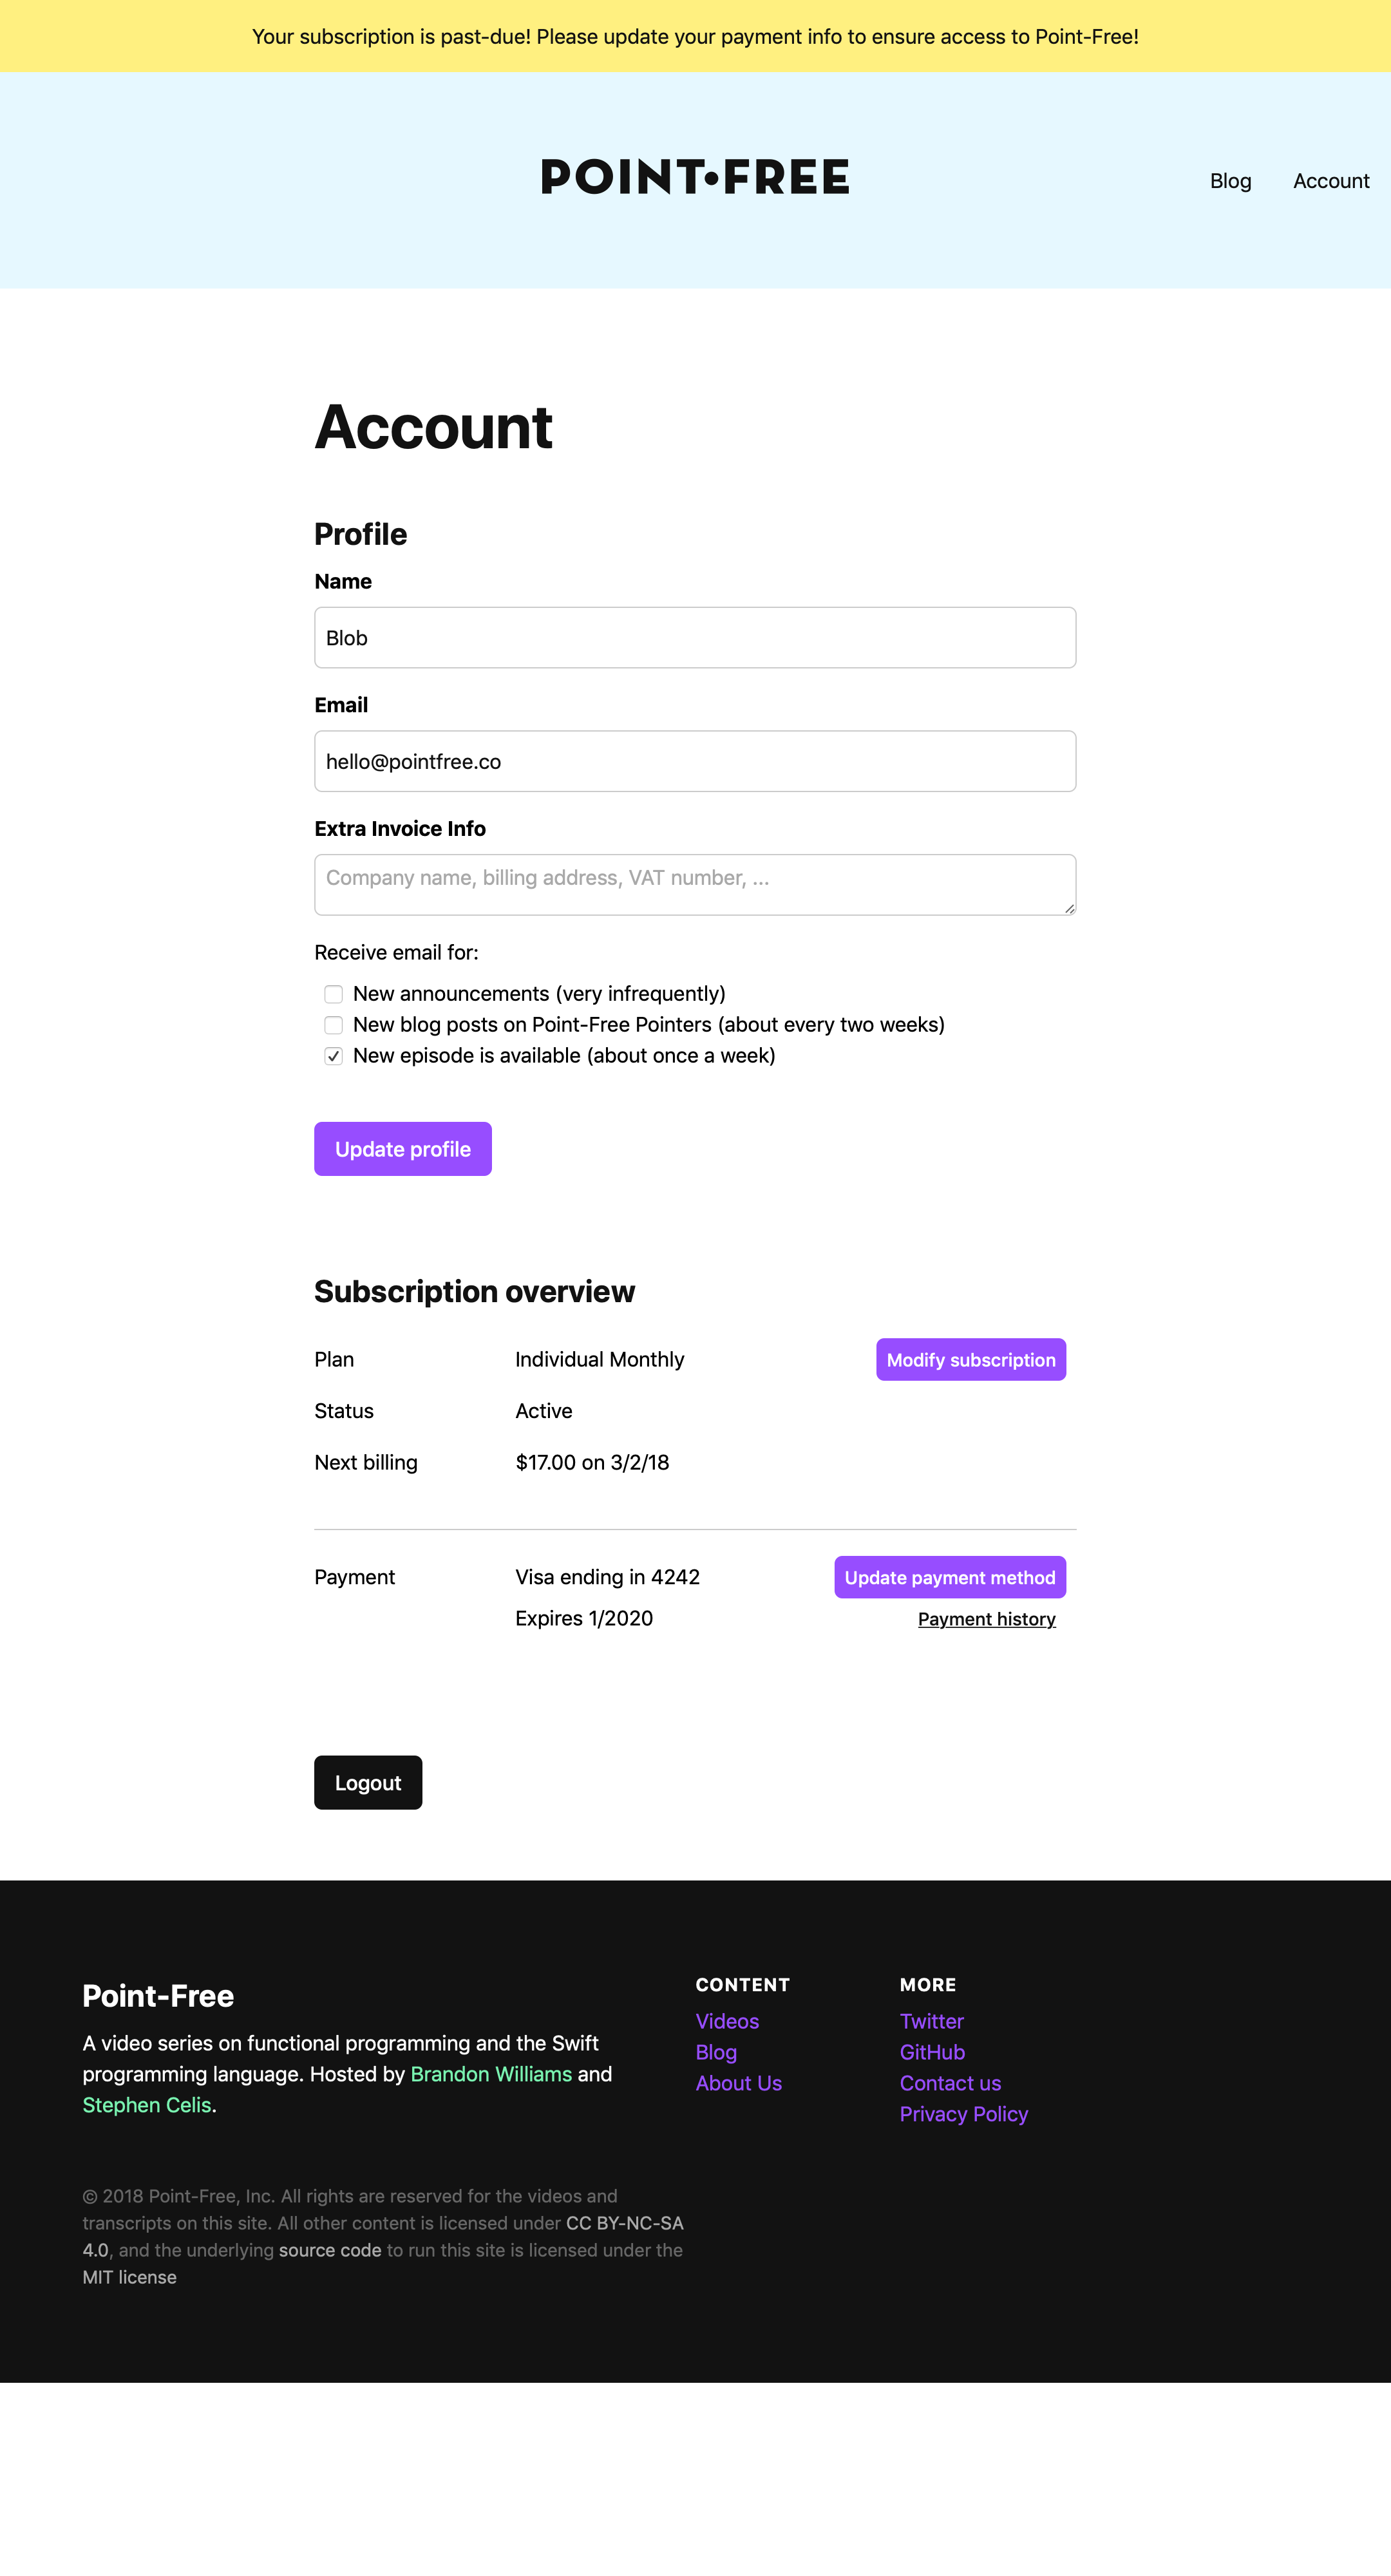 Your subscription is past-due! Please update your payment info to ensure access to Point-Free!
POINT•FREE
Blog
Account
Account
Profile
Name
Blob
Email
hello@pointfree.co
Extra Invoice Info
Company name, billing address, VAT number, ...
Receive email for:
New announcements (very infrequently)
New blog posts on Point-Free Pointers (about every two weeks)
New episode is available (about once a week)
Update profile
Subscription overview
Plan
Individual Monthly
Modify subscription
Status
Active
Next billing
$17.00 on 3/2/18
Payment
Visa ending in 4242
Update payment method
Expires 1/2020
Payment history
Logout
Point-Free
A video series on functional programming and the Swift
programming language. Hosted by Brandon Williams and
Stephen Celis.
CONTENT
Videos
Blog
About Us
MORE
Twitter
GitHub
Contact us
Privacy Policy
© 2018 Point-Free, Inc. All rights are reserved for the videos and
transcripts on this site. All other content is licensed under CC BY-NC-SA
4.0, and the underlying source code to run this site is licensed under the
MIT license